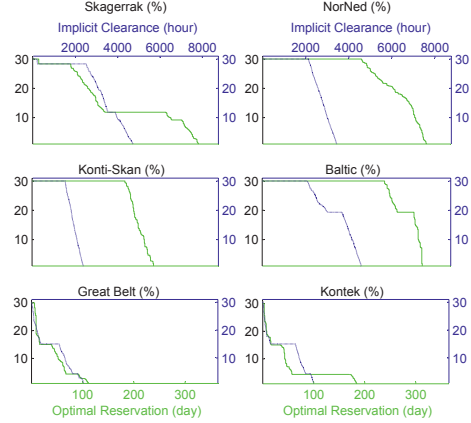 Skagerrak (%) NorNed (%)
Implicit Clearance (hour) Implicit Clearance (hour)
2000 4000 6000 8000 2000 4000 6000 8000
30 30 30 30
20 20 20 20
10 10 10 10
Konti-Skan (%) Baltic (%)
30 30 30 30
20 20 20 20
10 10 10 10
Great Belt (%) Kontek (%)
30 30 30 30
20 20 20 20
10 10 10 10
100 200 300 100 200 300
Optimal Reservation (day) Optimal Reservation (day)